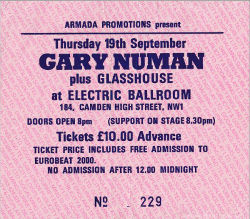 ARMADA PROMOTIONS present
Thursday 19th September
GARY NUMAN
plus GLASSHOUSE
at ELECTRIC BALLROOM
184, CAMDEN HIGH STREET, NW1
DOORS OPEN 8pm (SUPPORT ON STAGE 8.30pm)
Tickets £10.00 Advance
TICKET PRICE INCLUDES FREE ADMISSION TO
EUROBEAT 2000.
NO ADMISSION AFTER 12.00 MIDNIGHT
Nº 229